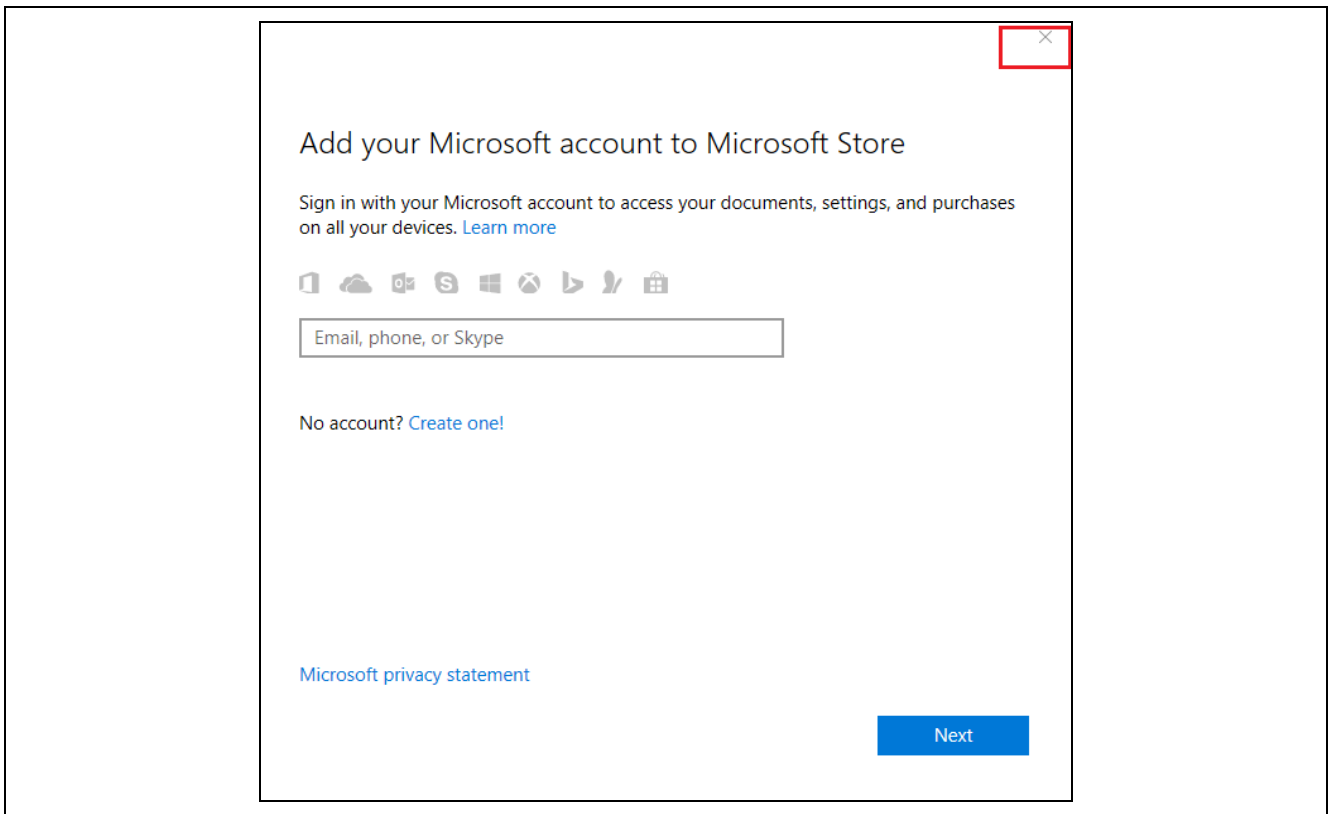 Add your Microsoft account to Microsoft Store
Sign in with your Microsoft account to access your documents, settings, and purchases
on all your devices. Learn more
Email, phone, or Skype
No account? Create one!
Microsoft privacy statement
Next